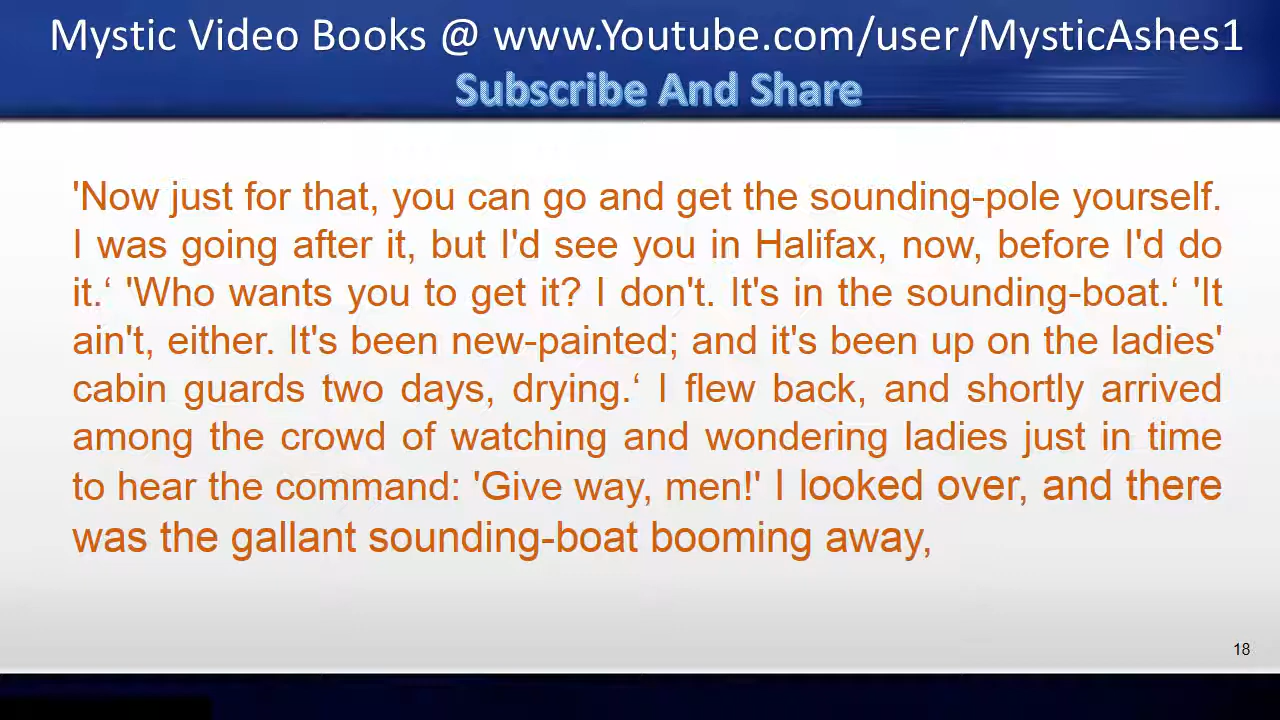 Mystic Video Books @ www.Youtube.com/user/MysticAshes1
Subscribe And Share
'Now just for that, you can go and get the sounding-pole yourself.
I was going after it, but I'd see you in Halifax, now, before I'd do
it.‘ 'Who wants you to get it? I don't. It's in the sounding-boat.‘ 'It
ain't, either. It's been new-painted; and it's been up on the ladies'
cabin guards two days, drying.‘ I flew back, and shortly arrived
among the crowd of watching and wondering ladies just in time
to hear the command: 'Give way, men!' I looked over, and there
was the gallant sounding-boat booming away,
18